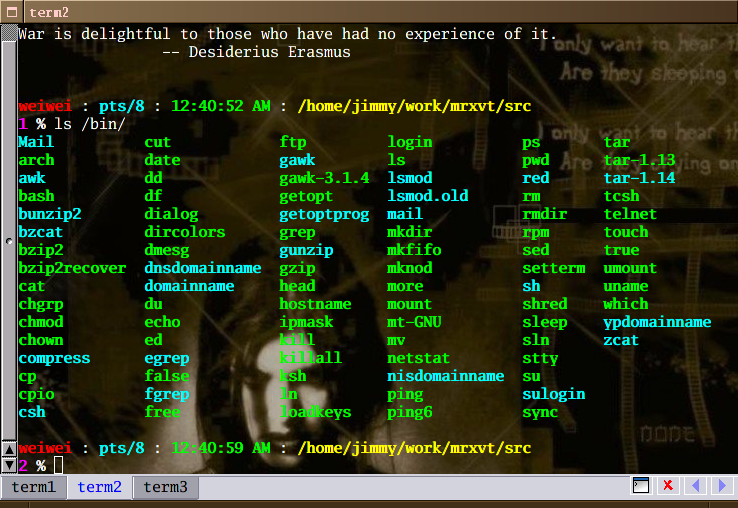 term2
War is delightful to those who have had no experience of it.
-- Desiderius Erasmus
I only want to hear th
Are they sleeping
weiwei : pts/8 : 12:40:52 AM : /home/jimmy/work/mrxvt/src
1 % ls /bin/
I only want to hear th
Mail cut ftp login ps tar
arch date gawk ls pwd tar-1.13
awk dd gawk-3.1.4 lsmod red tar-1.14
bash df getopt lsmod.old rm tcsh
bunzip2 dialog getoptprog mail rmdir telnet
bzcat dircolors grep mkdir rpm touch
bzip2 dmesg gunzip mkfifo sed true
bzip2recover dnsdomainname gzip mknod setterm umount
cat domainname head more sh uname
chgrp du hostname mount shred which
chmod echo ipmask mt-GNU sleep ypdomainname
chown ed kill mv sln zcat
compress egrep killall netstat stty
cp false ksh nisdomainname su
cpio fgrep ln ping sulogin
csh free loadkeys ping6 sync
weiwei : pts/8 : 12:40:59 AM : /home/jimmy/work/mrxvt/src
2 %
term1 term2 term3